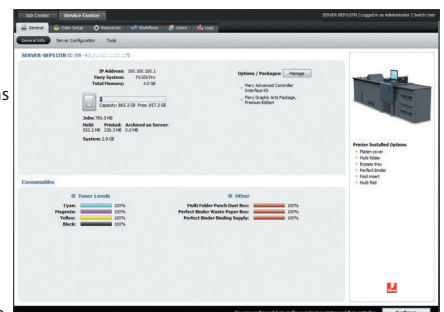 Job Center Device Center
SERVER-REPS1JTN | Logged in as Administrator | Switch User
General Color Setup Resources Workflows Users Logs
General Info Server Configuration Tools
IP Address: 100.100.100.1
Fiery System:
Total Memory: 4.0 GB
Capacity: 860.3 GB Free: 857.3 GB
Jobs: 789.5 MB
Held: Printed: Archived on Server:
553.2 MB 236.3 MB 0.0 MB
System: 2.9 GB
Options / Packages: Manage
Fiery Advanced Controller
Interface Kit
Fiery Graphic Arts Package,
Premium Edition
Printer Installed Options
Platen cover
Multi folder
Bypass tray
Perfect binder
Post insert
Multi fold
Consumables
Toner Levels
Cyan: 100%
Magenta: 100%
Yellow: 100%
Black: 100%
Other
Multi Folder Punch Dust Box: 100%
Perfect Binder Waste Paper Box: 100%
Perfect Binder Binding Supply: 100%
Configure